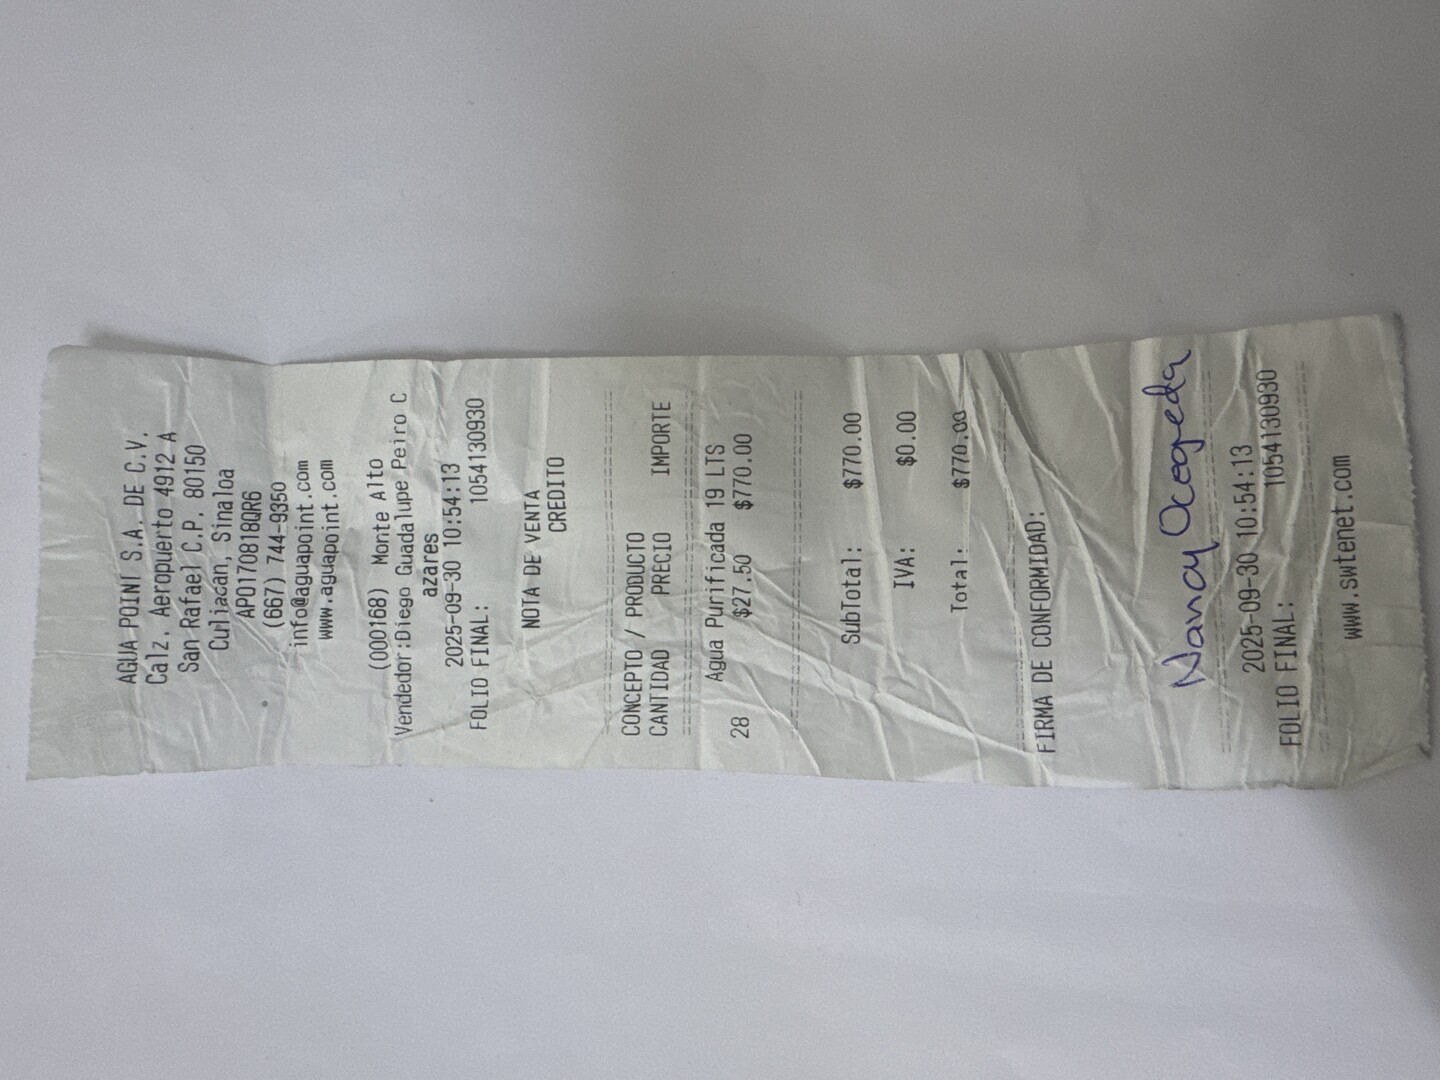 AGUA POINT S.A. DE C.V.
Calz. Aeropuerto 4912 A
San Rafael C.P. 80150
Culiacán, Sinaloa
APO1708180R6
(667) 744-9350
info@aguapoint.com
www.aguapoint.com
(000168) Monte Alto
Vendedor:Diego Guadalupe Peiro C
azares
2025-09-30 10:54:13
FOLIO FINAL: 1054130930
NOTA DE VENTA
CREDITO
CONCEPTO / PRODUCTO
CANTIDAD PRECIO IMPORTE
Agua Purificada 19 LTS
28 $27.50 $770.00
SubTotal: $770.00
IVA: $0.00
Total: $770.00
FIRMA DE CONFORMIDAD:
Nancy Ocegueda
2025-09-30 10:54:13
FOLIO FINAL: 1054130930
www.swtenet.com